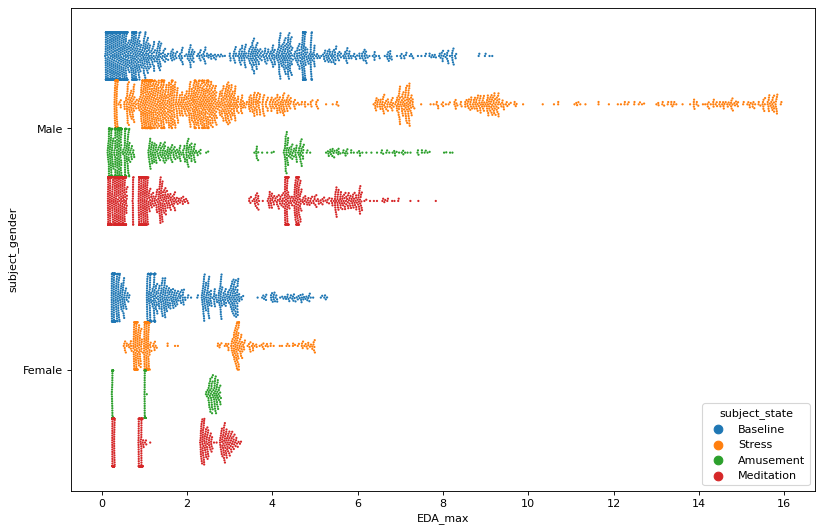 subject_gender
Male
Female
0 2 4 6 8 10 12 14 16
EDA_max
subject_state
Baseline
Stress
Amusement
Meditation